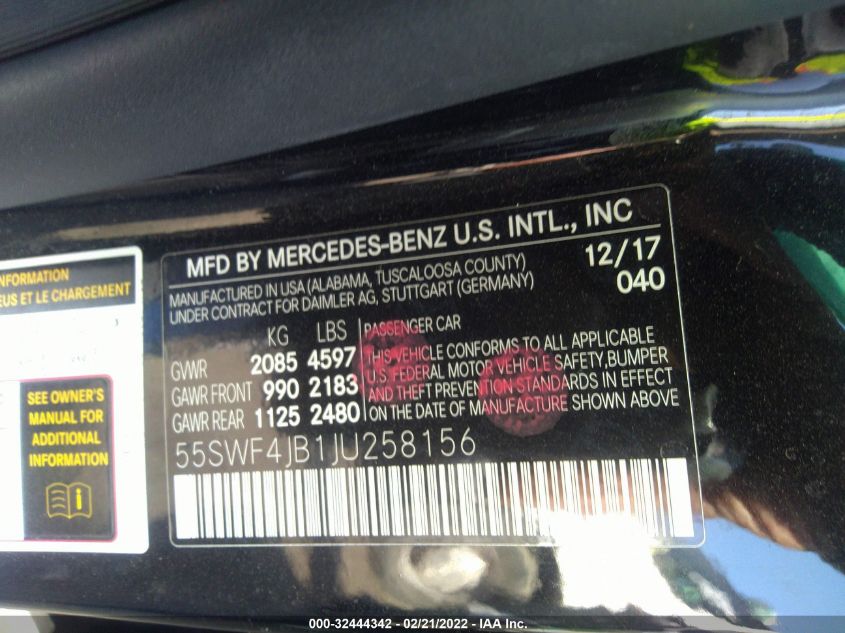 MFD BY MERCEDES-BENZ U.S. INTL., INC
MANUFACTURED IN USA (ALABAMA, TUSCALOOSA COUNTY)
UNDER CONTRACT FOR DAIMLER AG, STUTTGART (GERMANY)
12/17
040
KG LBS
GVWR 2085 4597
GAWR FRONT 990 2183
GAWR REAR 1125 2480
PASSENGER CAR
THIS VEHICLE CONFORMS TO ALL APPLICABLE
U.S. FEDERAL MOTOR VEHICLE SAFETY, BUMPER
AND THEFT PREVENTION STANDARDS IN EFFECT
ON THE DATE OF MANUFACTURE SHOWN ABOVE
55SWF4JB1JU258156
NFORMATION
EUS ET LE CHARGEMENT
SEE OWNER'S
MANUAL FOR
ADDITIONAL
INFORMATION
000-32444342 / 02/21/2022 - IAA Inc.